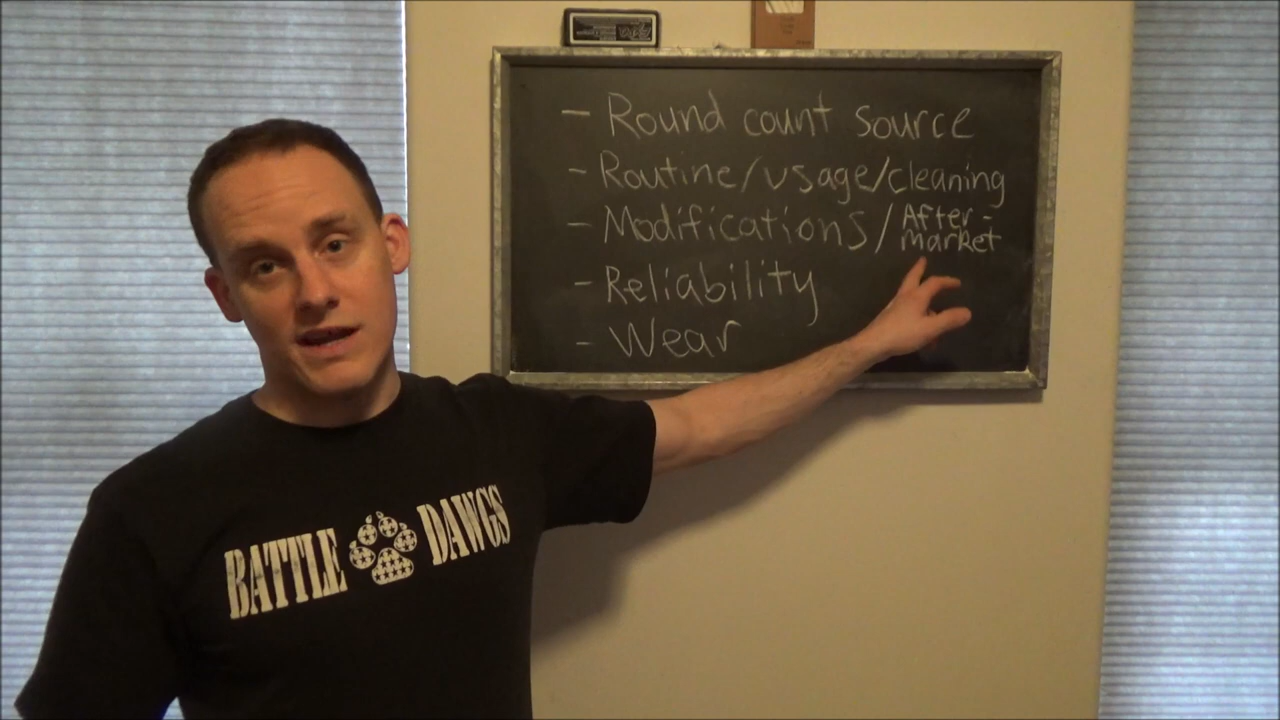 - Round count source
- Routine/usage/cleaning
- Modifications/After-
market
- Reliability
- Wear
BATTLE DAWGS